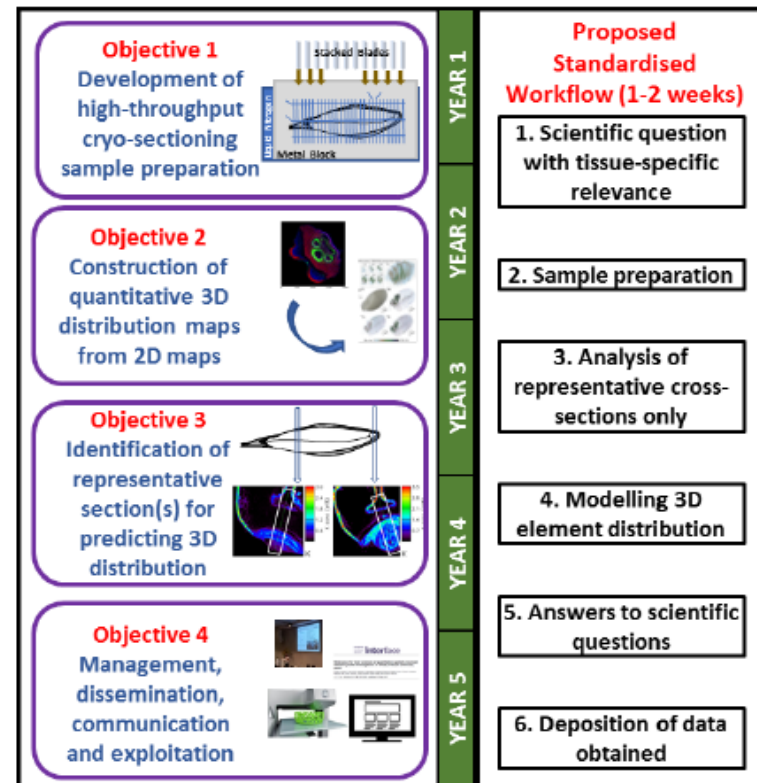 Objective 1
Development of
high-throughput
cryo-sectioning
sample preparation
Stacked Blades
Liquid Nitrogen
Metal Block
Objective 2
Construction of
quantitative 3D
distribution maps
from 2D maps
Objective 3
Identification of
representative
section(s) for
predicting 3D
distribution
Objective 4
Management,
dissemination,
communication
and exploitation
interface
YEAR 1
YEAR 2
YEAR 3
YEAR 4
YEAR 5
Proposed
Standardised
Workflow (1-2 weeks)
1. Scientific question
with tissue-specific
relevance
2. Sample preparation
3. Analysis of
representative cross-
sections only
4. Modelling 3D
element distribution
5. Answers to scientific
questions
6. Deposition of data
obtained